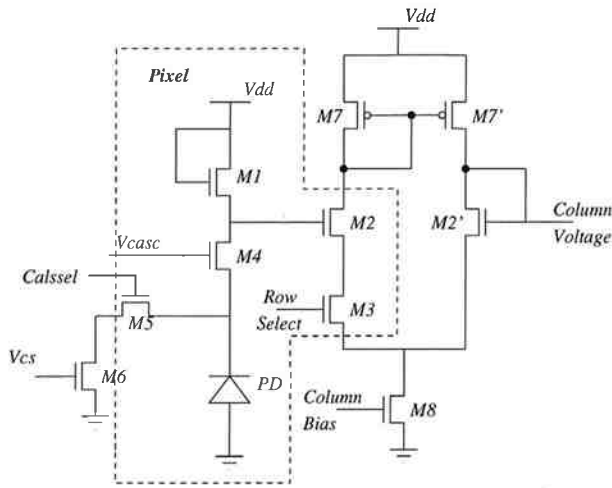 Vdd
Pixel
Vdd
M7
M7'
M1
M2
M2'
Column
Voltage
Vcasc
M4
Calssel
Row
Select
M3
M5
Vcs
M6
PD
Column
Bias
M8